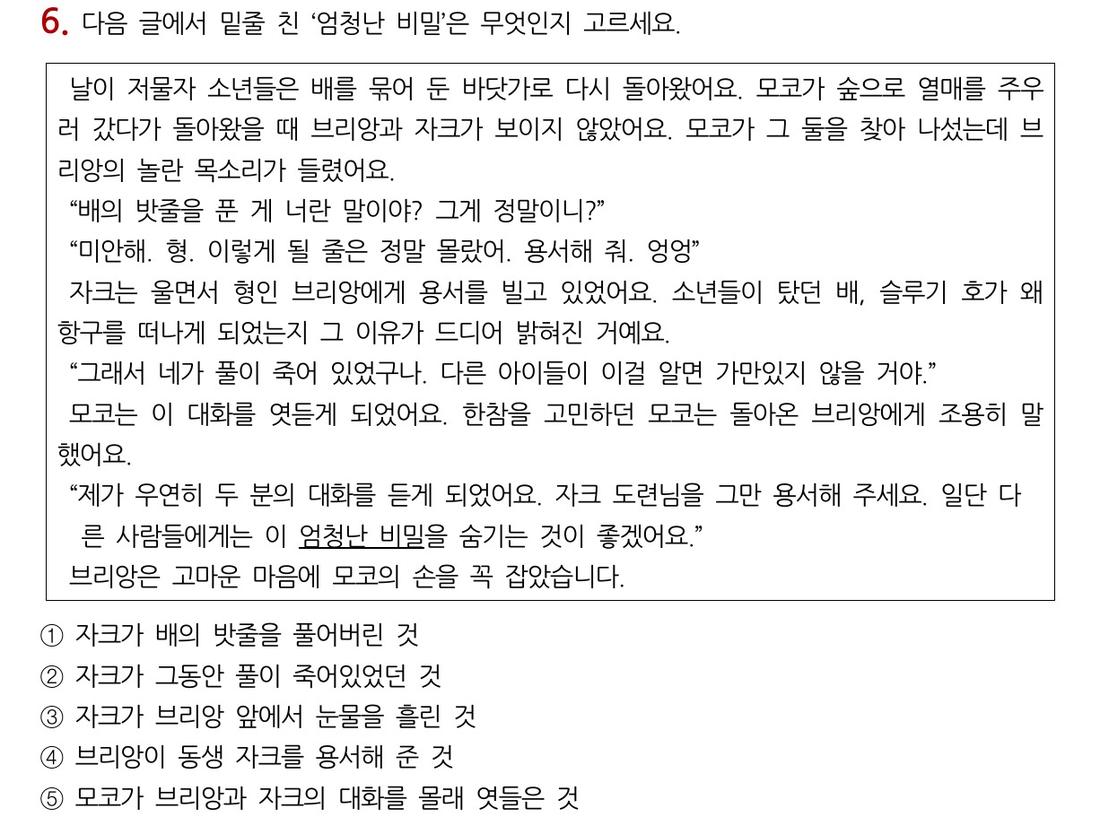 6. 다음 글에서 밑줄 친 ‘엄청난 비밀’은 무엇인지 고르세요.
날이 저물자 소년들은 배를 묶어 둔 바닷가로 다시 돌아왔어요. 모코가 숲으로 열매를 주우
러 갔다가 돌아왔을 때 브리앙과 자크가 보이지 않았어요. 모코가 그 둘을 찾아 나섰는데 브
리앙의 놀란 목소리가 들렸어요.
“배의 밧줄을 푼 게 너란 말이야? 그게 정말이니?”
“미안해. 형. 이렇게 될 줄은 정말 몰랐어. 용서해 줘. 엉엉”
자크는 울면서 형인 브리앙에게 용서를 빌고 있었어요. 소년들이 탔던 배, 슬루기 호가 왜
항구를 떠나게 되었는지 그 이유가 드디어 밝혀진 거예요.
“그래서 네가 풀이 죽어 있었구나. 다른 아이들이 이걸 알면 가만있지 않을 거야.”
모코는 이 대화를 엿듣게 되었어요. 한참을 고민하던 모코는 돌아온 브리앙에게 조용히 말
했어요.
“제가 우연히 두 분의 대화를 듣게 되었어요. 자크 도련님을 그만 용서해 주세요. 일단 다
른 사람들에게는 이 엄청난 비밀을 숨기는 것이 좋겠어요.”
브리앙은 고마운 마음에 모코의 손을 꼭 잡았습니다.
① 자크가 배의 밧줄을 풀어버린 것
② 자크가 그동안 풀이 죽어있었던 것
③ 자크가 브리앙 앞에서 눈물을 흘린 것
④ 브리앙이 동생 자크를 용서해 준 것
⑤ 모코가 브리앙과 자크의 대화를 몰래 엿들은 것